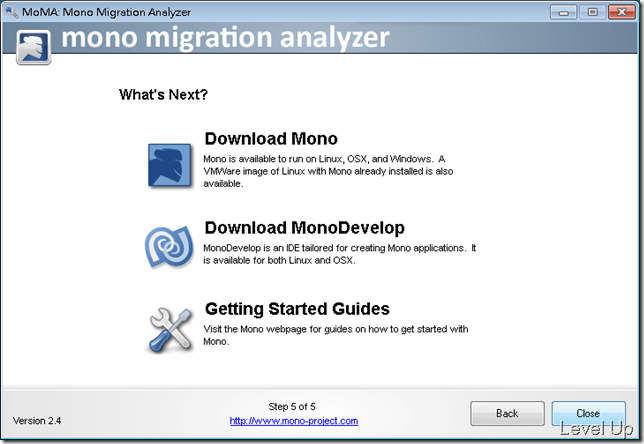 MoMA: Mono Migration Analyzer
mono migration analyzer
What's Next?
Download Mono
Mono is available to run on Linux, OSX, and Windows. A
VMWare image of Linux with Mono already installed is also
available.
Download MonoDevelop
MonoDevelop is an IDE tailored for creating Mono applications. It
is available for both Linux and OSX.
Getting Started Guides
Visit the Mono webpage for guides on how to get started with
Mono.
Version 2.4
Step 5 of 5
http://www.mono-project.com
Back
Close
Level Up